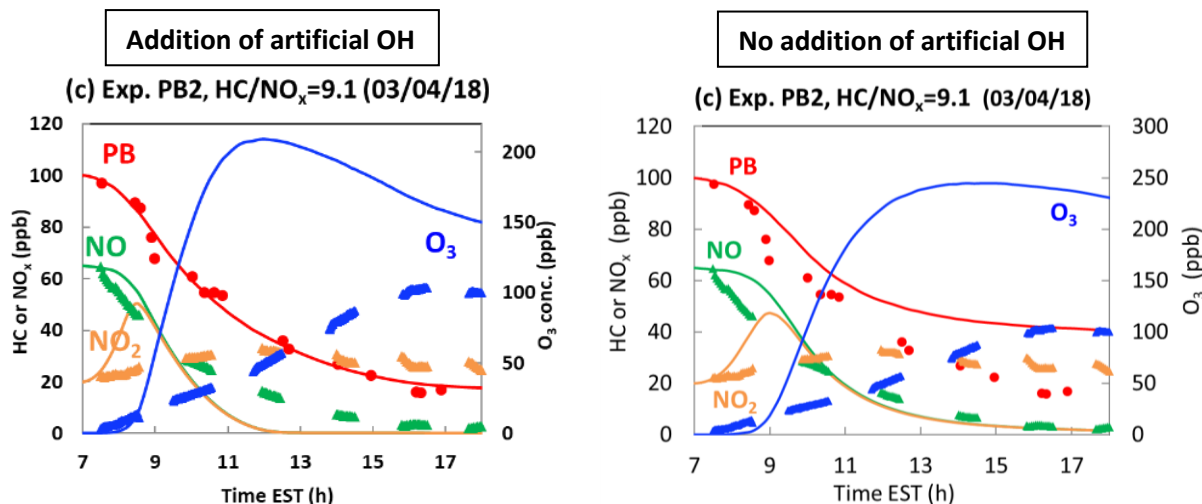 Addition of artificial OH
(c) Exp. PB2, HC/NOx=9.1 (03/04/18)
HC or NOx (ppb)
120
100
80
60
40
20
0
PB
NO
NO2
O3
200
150
100
50
0
O3 conc. (ppb)
7 9 11 13 15 17
Time EST (h)
No addition of artificial OH
(c) Exp. PB2, HC/NOx=9.1 (03/04/18)
HC or NOx (ppb)
120
100
80
60
40
20
0
PB
NO
NO2
O3
300
250
200
150
100
50
0
O3 (ppb)
7 9 11 13 15 17
Time EST (h)